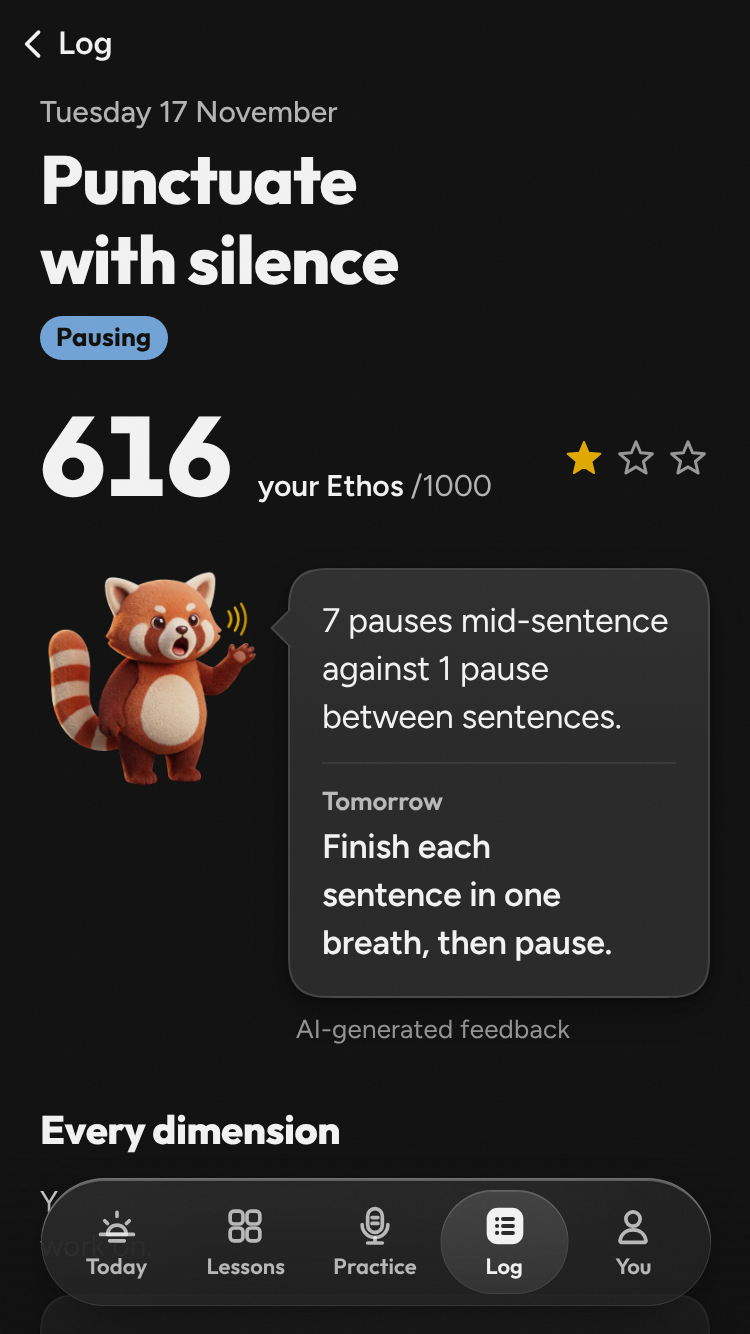 Log
Tuesday 17 November
Punctuate
with silence
Pausing
616 your Ethos /1000
7 pauses mid-sentence
against 1 pause
between sentences.
Tomorrow
Finish each
sentence in one
breath, then pause.
AI-generated feedback
Every dimension
work on.
Today Lessons Practice Log You